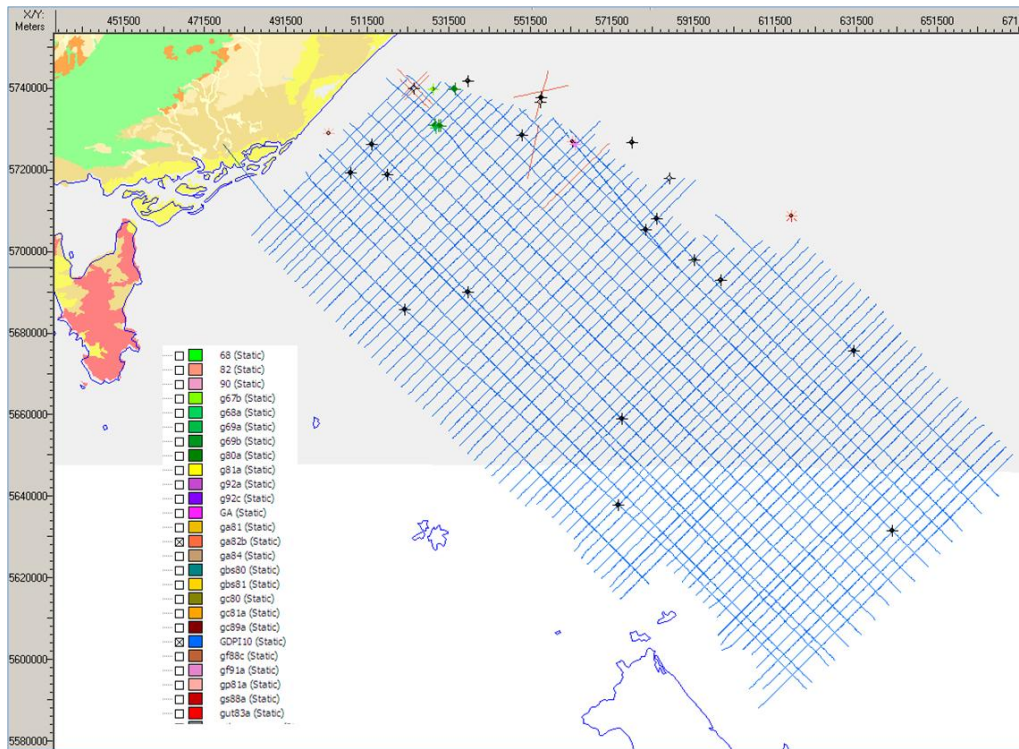 X/Y:
Meters
451500 471500 491500 511500 531500 551500 571500 591500 611500 631500 651500 671
5740000
5720000
5700000
5680000
5660000
5640000
5620000
5600000
5580000
68 (Static)
82 (Static)
90 (Static)
g67b (Static)
g68a (Static)
g69a (Static)
g69b (Static)
g80a (Static)
g81a (Static)
g92a (Static)
g92c (Static)
GA (Static)
ga81 (Static)
ga82b (Static)
ga84 (Static)
gbs80 (Static)
gbs81 (Static)
gc80 (Static)
gc81a (Static)
gc89a (Static)
GDPI10 (Static)
gf88c (Static)
gf91a (Static)
gp81a (Static)
gs88a (Static)
gut83a (Static)